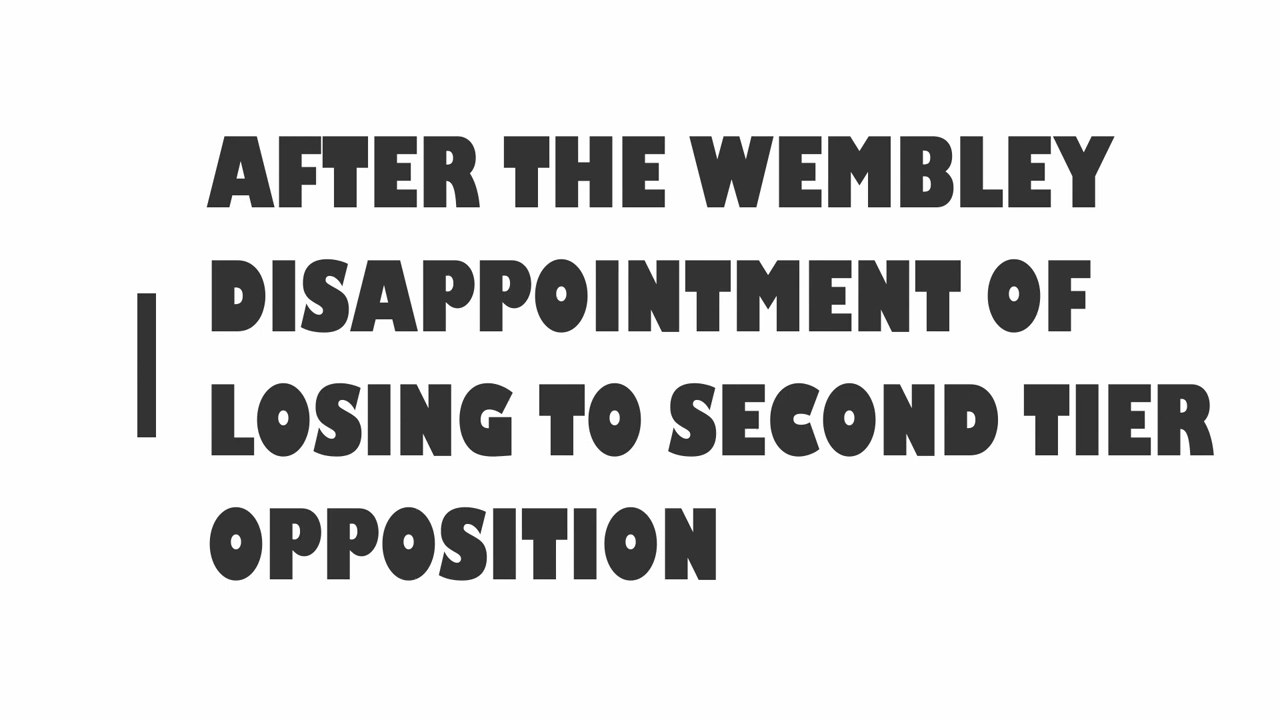 AFTER THE WEMBLEY
DISAPPOINTMENT OF
LOSING TO SECOND TIER
OPPOSITION